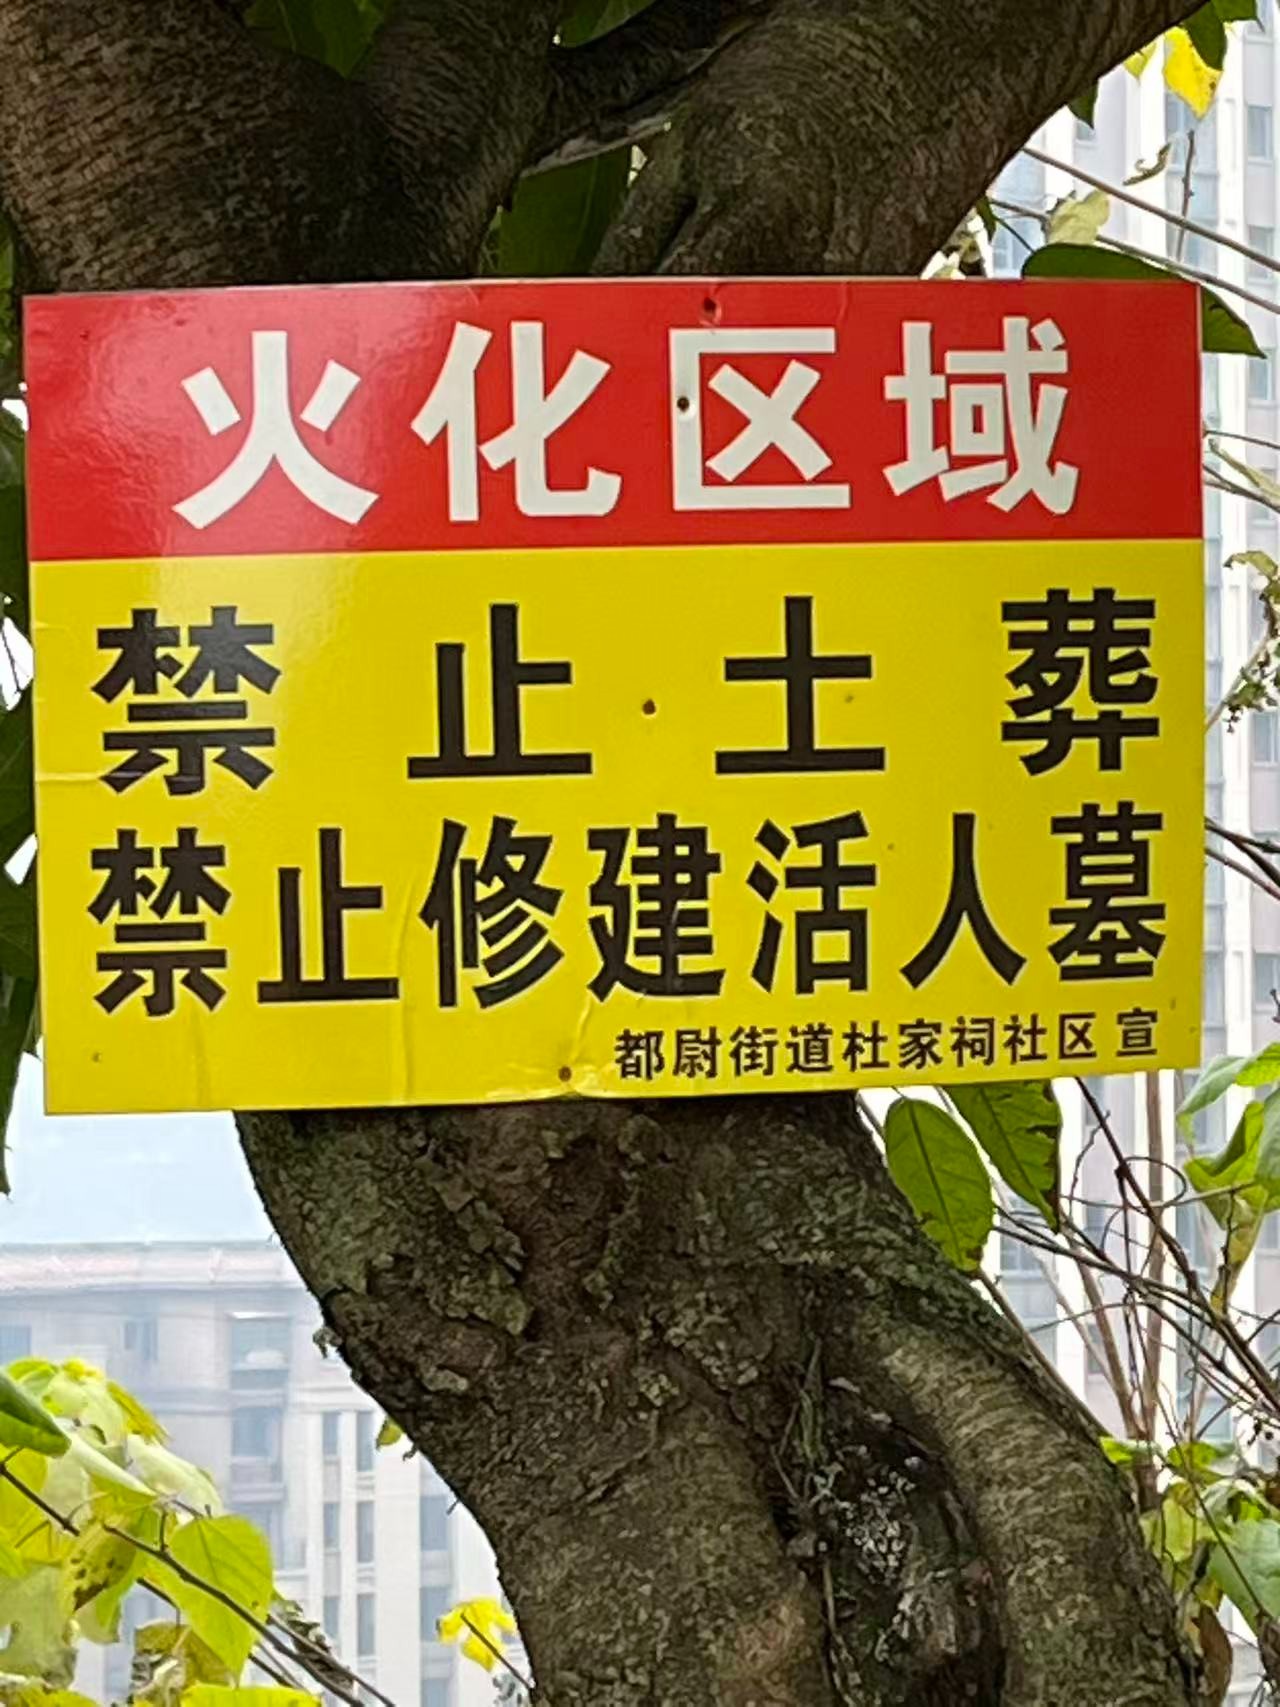 火化区域
禁止土葬
禁止修建活人墓
都尉街道杜家祠社区 宣